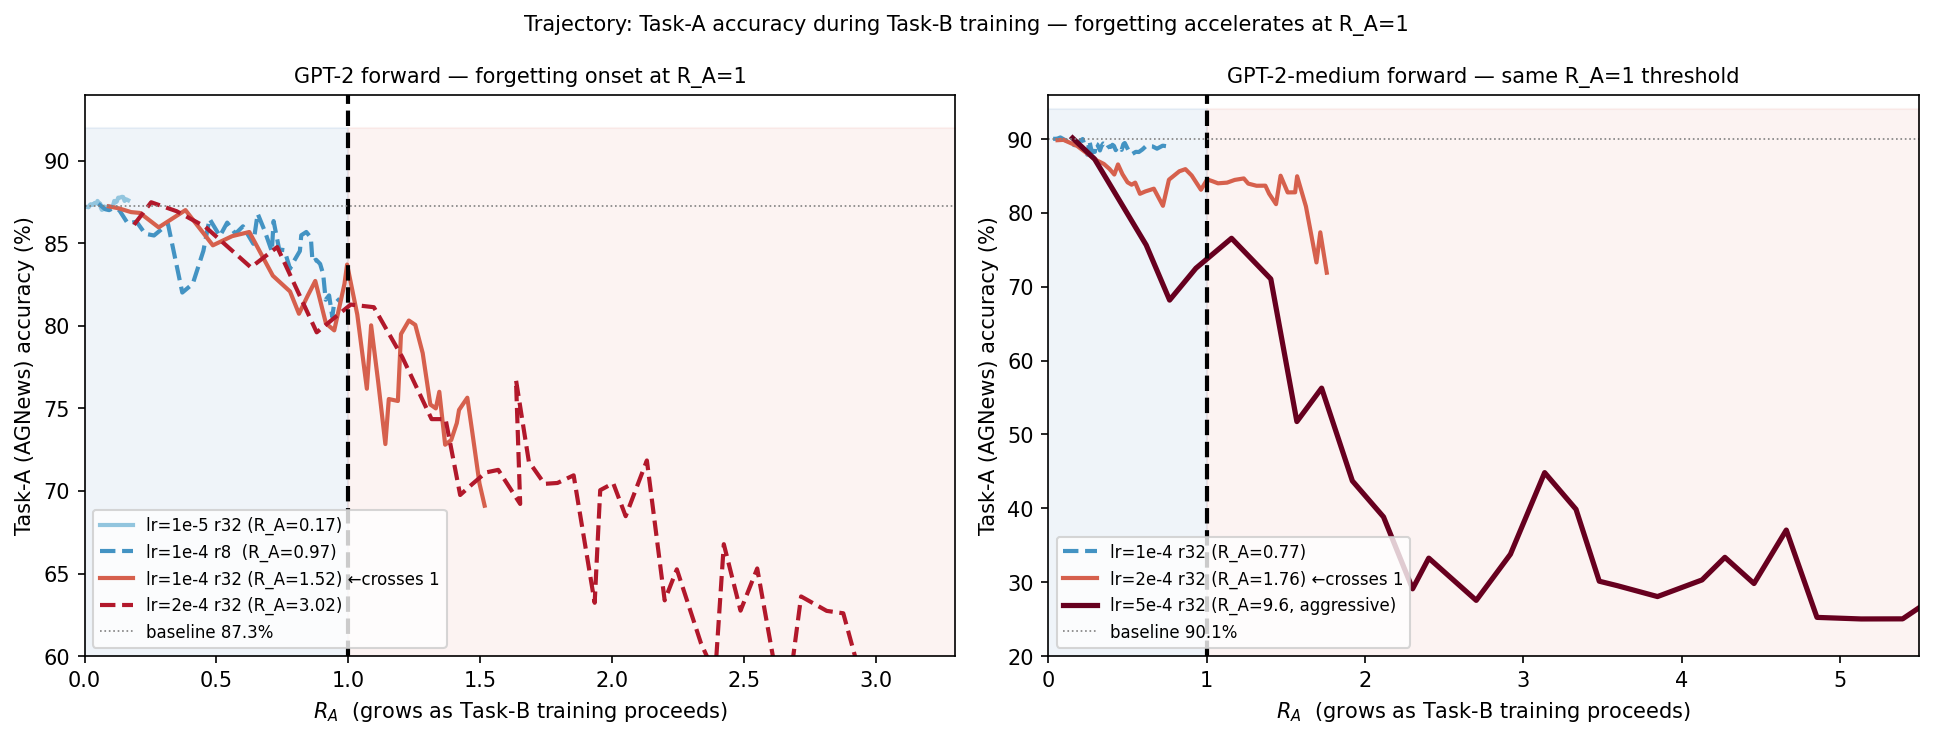 Trajectory: Task-A accuracy during Task-B training — forgetting accelerates at R_A=1
GPT-2 forward — forgetting onset at R_A=1
Task-A (AGNews) accuracy (%)
90
85
80
75
70
65
60
lr=1e-5 r32 (R_A=0.17)
lr=1e-4 r8  (R_A=0.97)
lr=1e-4 r32 (R_A=1.52) ←crosses 1
lr=2e-4 r32 (R_A=3.02)
baseline 87.3%
0.0 0.5 1.0 1.5 2.0 2.5 3.0
R_A (grows as Task-B training proceeds)
GPT-2-medium forward — same R_A=1 threshold
Task-A (AGNews) accuracy (%)
90
80
70
60
50
40
30
20
lr=1e-4 r32 (R_A=0.77)
lr=2e-4 r32 (R_A=1.76) ←crosses 1
lr=5e-4 r32 (R_A=9.6, aggressive)
baseline 90.1%
0 1 2 3 4 5
R_A (grows as Task-B training proceeds)